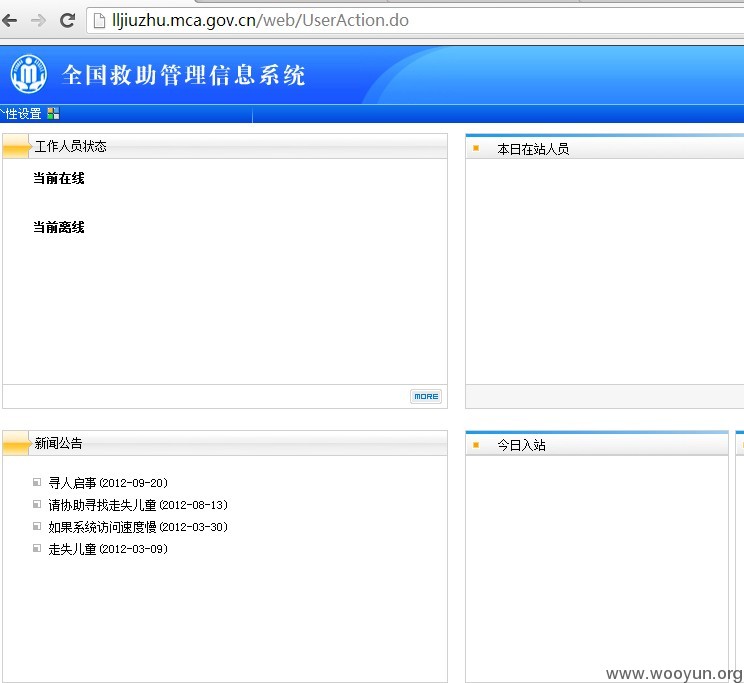 lljiuzhu.mca.gov.cn/web/UserAction.do
全国救助管理信息系统
性设置
工作人员状态
当前在线
当前离线
MORE
本日在站人员
新闻公告
寻人启事(2012-09-20)
请协助寻找走失儿童(2012-08-13)
如果系统访问速度慢(2012-03-30)
走失儿童(2012-03-09)
今日入站
www.wooyun.org